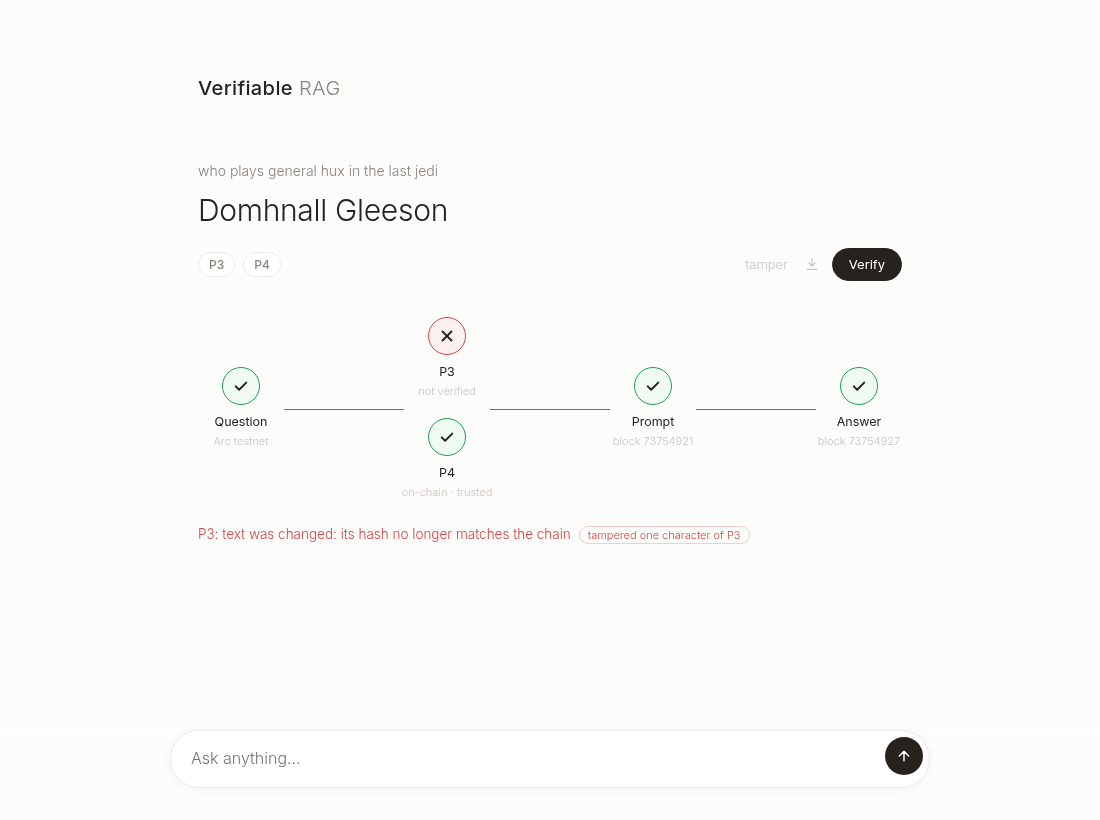 Verifiable RAG
who plays general hux in the last jedi
Domhnall Gleeson
P3 P4 tamper Verify
P3
not verified
Question Prompt Answer
Arc testnet block 73754921 block 73754927
P4
on-chain · trusted
P3: text was changed: its hash no longer matches the chain tampered one character of P3
Ask anything...